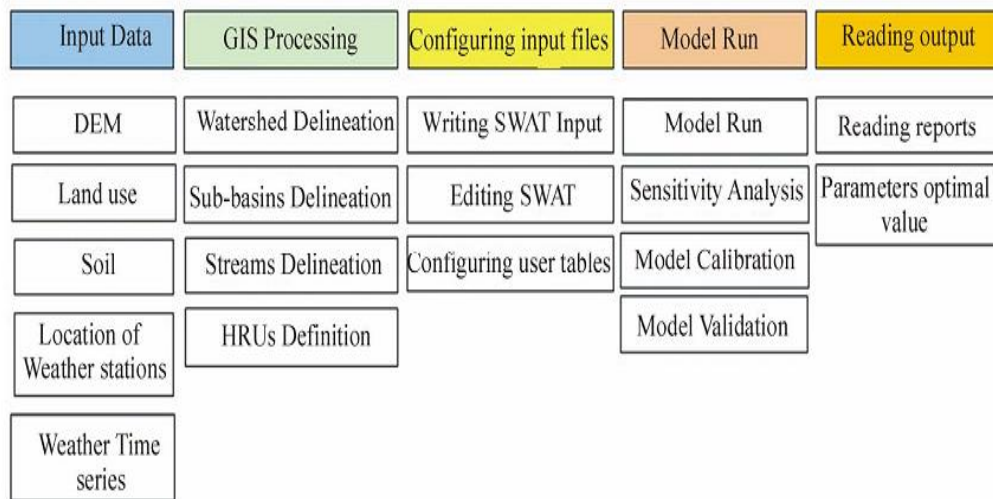 Input Data
GIS Processing
Configuring input files
Model Run
Reading output
DEM
Watershed Delineation
Writing SWAT Input
Model Run
Reading reports
Land use
Sub-basins Delineation
Editing SWAT
Sensitivity Analysis
Parameters optimal
value
Soil
Streams Delineation
Configuring user tables
Model Calibration
Location of
Weather stations
HRUs Definition
Model Validation
Weather Time
series